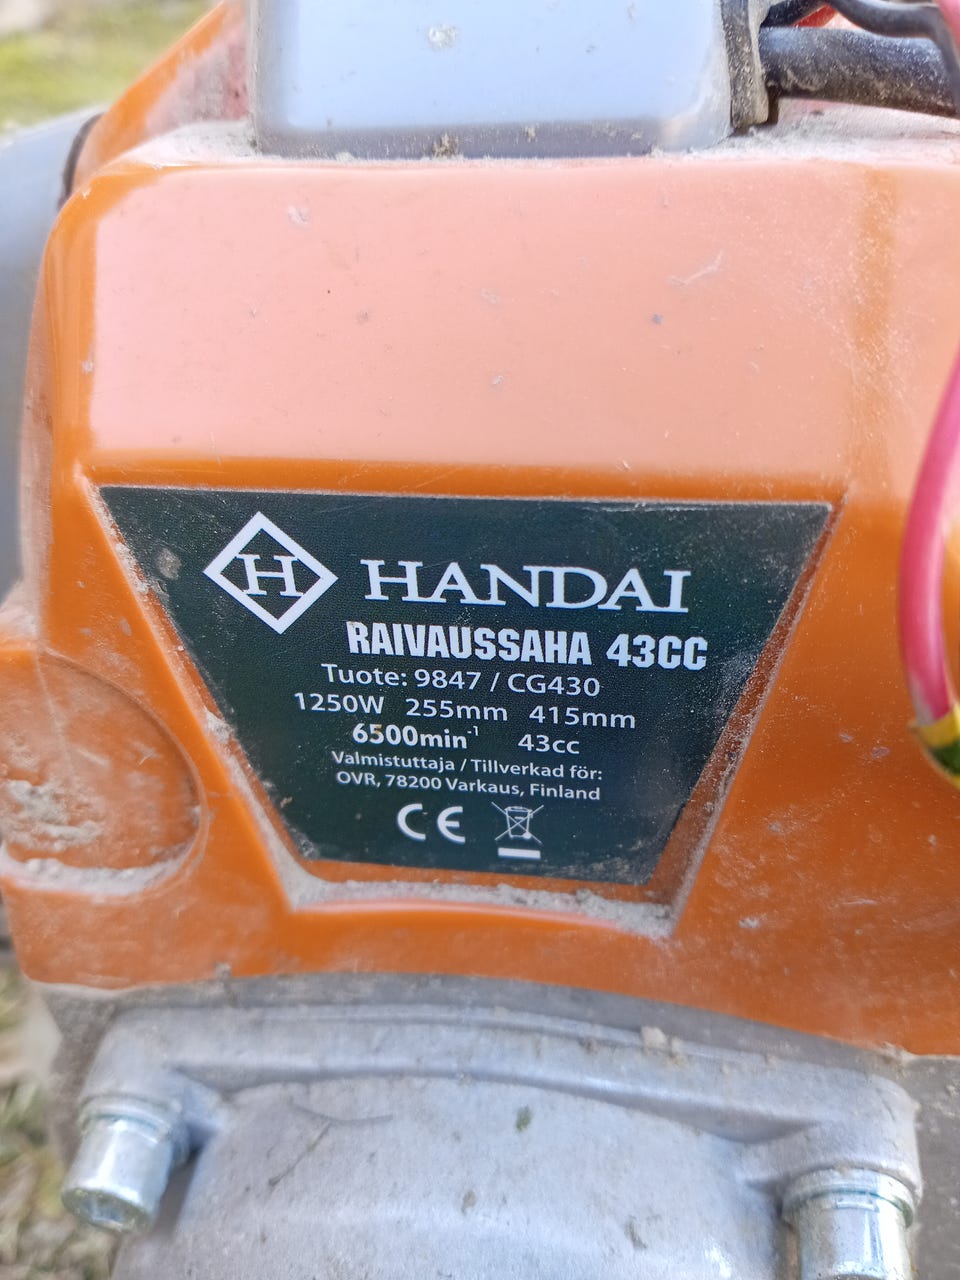 H HANDAI
RAIVAUSSAHA 43CC
Tuote: 9847 / CG430
1250W 255mm 415mm
6500min⁻¹ 43cc
Valmistuttaja / Tillverkad för:
OVR, 78200 Varkaus, Finland
CE